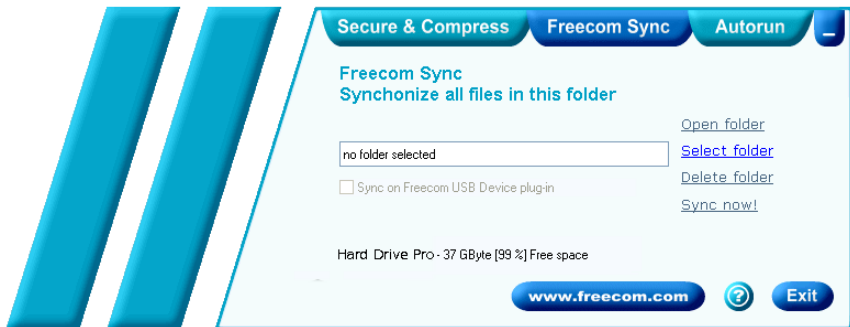 Secure & Compress Freecom Sync Autorun _
Freecom Sync
Synchonize all files in this folder
Open folder
no folder selected Select folder
Sync on Freecom USB Device plug-in Delete folder
Sync now!
Hard Drive Pro - 37 GByte [99 %] Free space
www.freecom.com ? Exit